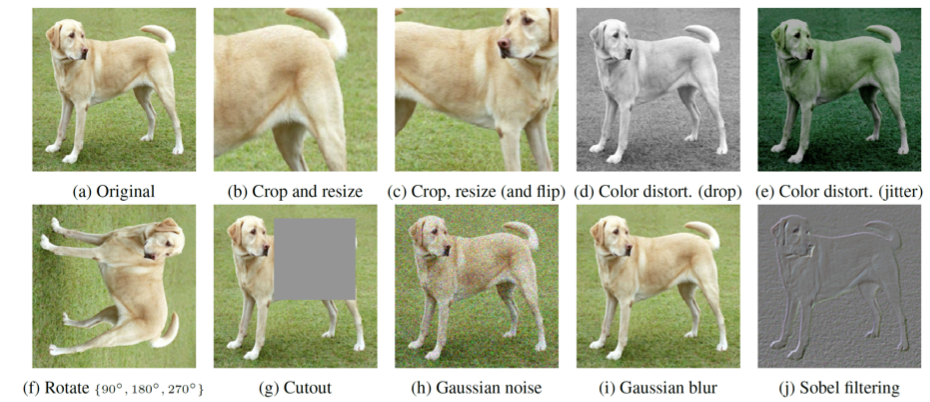 (a) Original
(b) Crop and resize
(c) Crop, resize (and flip)
(d) Color distort. (drop)
(e) Color distort. (jitter)
(f) Rotate {90°, 180°, 270°}
(g) Cutout
(h) Gaussian noise
(i) Gaussian blur
(j) Sobel filtering